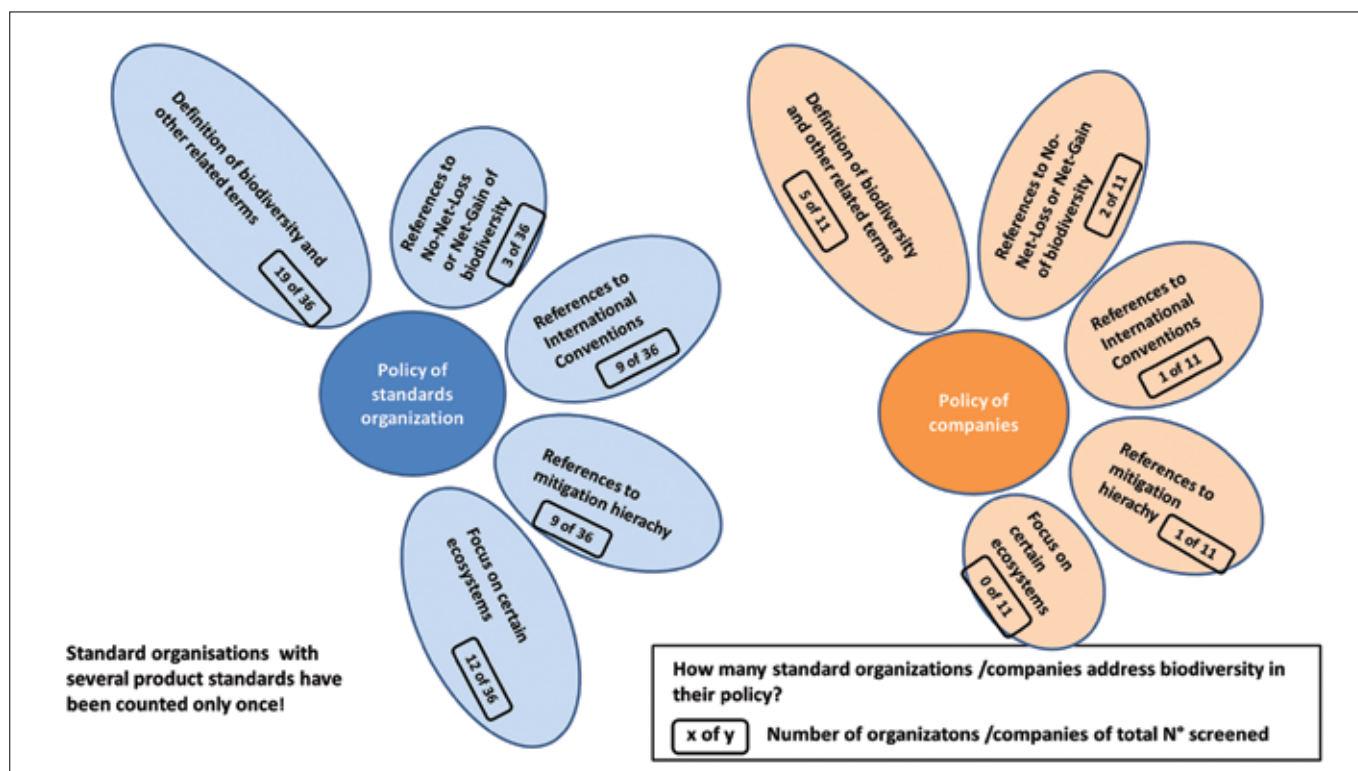 Definition of biodiversity and
other related terms
19 of 36
References to
No-Net-Loss
or Net-Gain of
biodiversity
3 of 36
References to
International
Conventions
9 of 36
Policy of
standards
organization
References to
mitigation hierachy
9 of 36
Focus on certain
ecosystems
12 of 36
Standard organisations with
several product standards have
been counted only once!
Definition of biodiversity
and other related terms
5 of 11
References to No-
Net-Loss or Net-Gain
of biodiversity
2 of 11
References to
International
Conventions
1 of 11
Policy of
companies
References to
mitigation
hierachy
1 of 11
Focus on
certain
ecosystems
0 of 11
How many standard organizations /companies address biodiversity in
their policy?
x of y Number of organizatons /companies of total N° screened